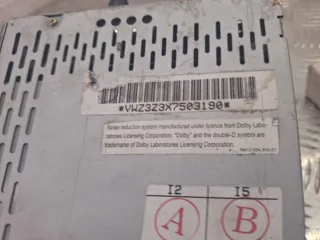 *VWZ3Z3X7503190*
Noise reduction system manufactured under licence from Dolby Labo-
ratories Licensing Corporation. "Dolby" and the double-D symbol are
trademarks of Dolby Laboratories Licensing Corporation.
I2 I5
A B